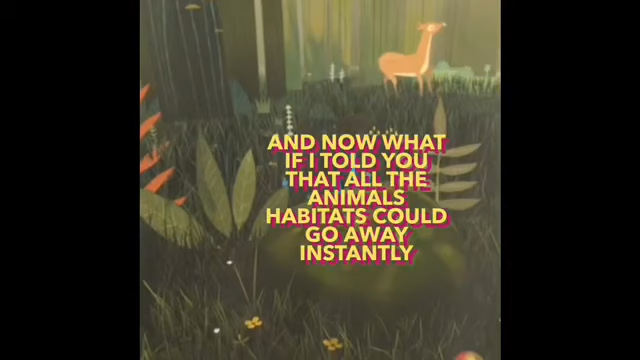 AND NOW WHAT
IF I TOLD YOU
THAT ALL THE
ANIMALS
HABITATS COULD
GO AWAY
INSTANTLY